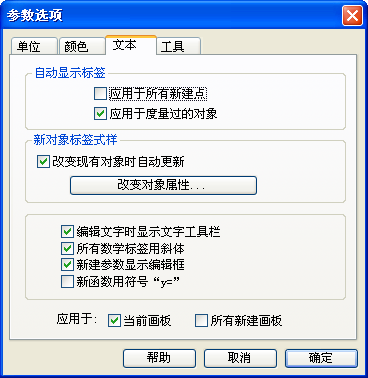 参数选项
单位 颜色 文本 工具
自动显示标签
应用于所有新建点
应用于度量过的对象
新对象标签式样
改变现有对象时自动更新
改变对象属性...
编辑文字时显示文字工具栏
所有数学标签用斜体
新建参数显示编辑框
新函数用符号“y=”
应用于: 当前画板 所有新建画板
帮助 取消 确定